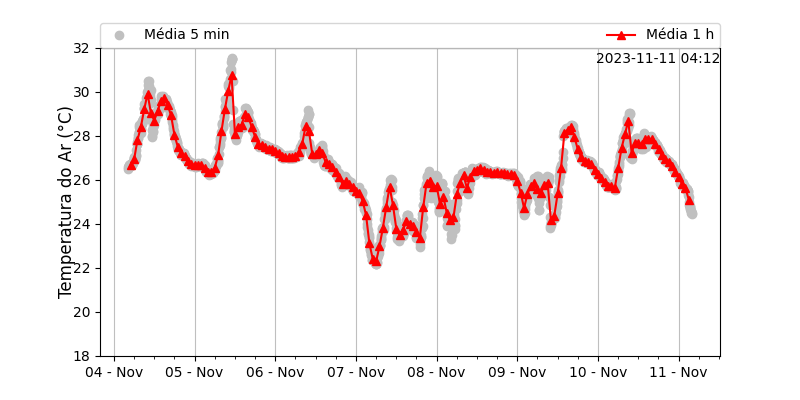 Média 5 min
Média 1 h
2023-11-11 04:12
Temperatura do Ar (°C)
32
30
28
26
24
22
20
18
04 - Nov
05 - Nov
06 - Nov
07 - Nov
08 - Nov
09 - Nov
10 - Nov
11 - Nov